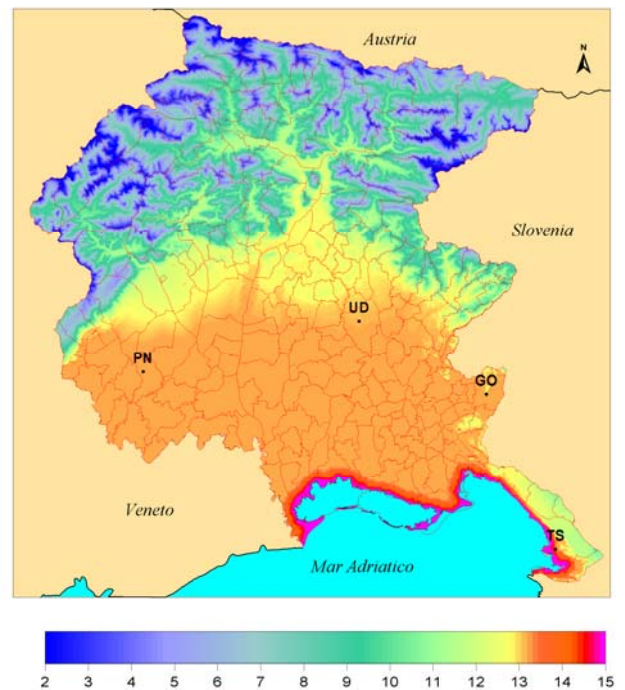 Austria
N
Slovenia
UD
PN
GO
Veneto
TS
Mar Adriatico
2 3 4 5 6 7 8 9 10 11 12 13 14 15